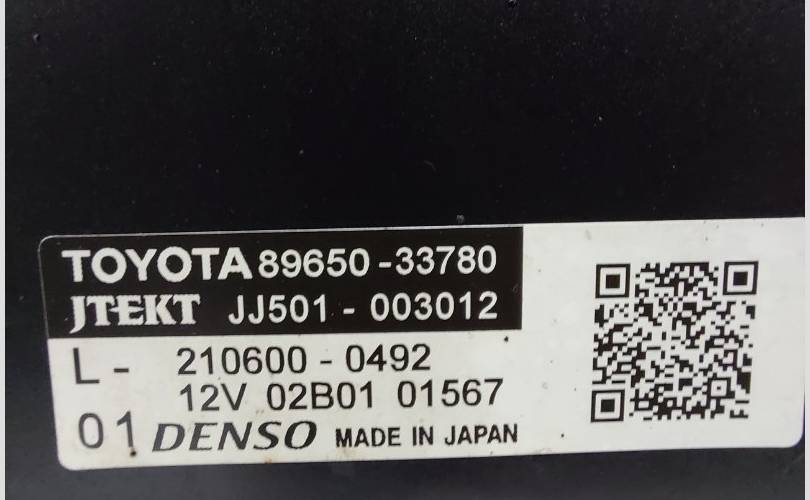 TOYOTA 89650-33780
JTEKT JJ501-003012
L- 210600-0492
12V 02B01 01567
01 DENSO MADE IN JAPAN